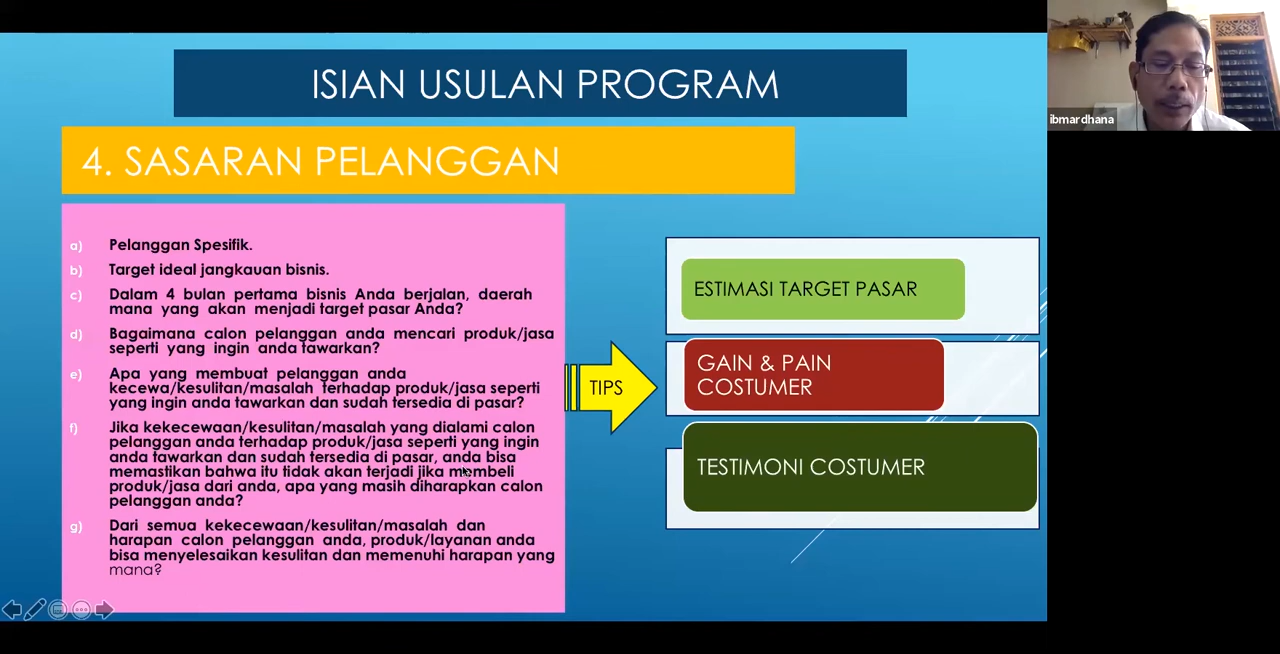 ISIAN USULAN PROGRAM
4. SASARAN PELANGGAN
a) Pelanggan Spesifik.
b) Target ideal jangkauan bisnis.
c) Dalam 4 bulan pertama bisnis Anda berjalan, daerah
mana yang akan menjadi target pasar Anda?
d) Bagaimana calon pelanggan anda mencari produk/jasa
seperti yang ingin anda tawarkan?
e) Apa yang membuat pelanggan anda
kecewa/kesulitan/masalah terhadap produk/jasa seperti
yang ingin anda tawarkan dan sudah tersedia di pasar?
f) Jika kekecewaan/kesulitan/masalah yang dialami calon
pelanggan anda terhadap produk/jasa seperti yang ingin
anda tawarkan dan sudah tersedia di pasar, anda bisa
memastikan bahwa itu tidak akan terjadi jika membeli
produk/jasa dari anda, apa yang masih diharapkan calon
pelanggan anda?
g) Dari semua kekecewaan/kesulitan/masalah dan
harapan calon pelanggan anda, produk/layanan anda
bisa menyelesaikan kesulitan dan memenuhi harapan yang
mana?
TIPS
ESTIMASI TARGET PASAR
GAIN & PAIN
COSTUMER
TESTIMONI COSTUMER
ibmardhana